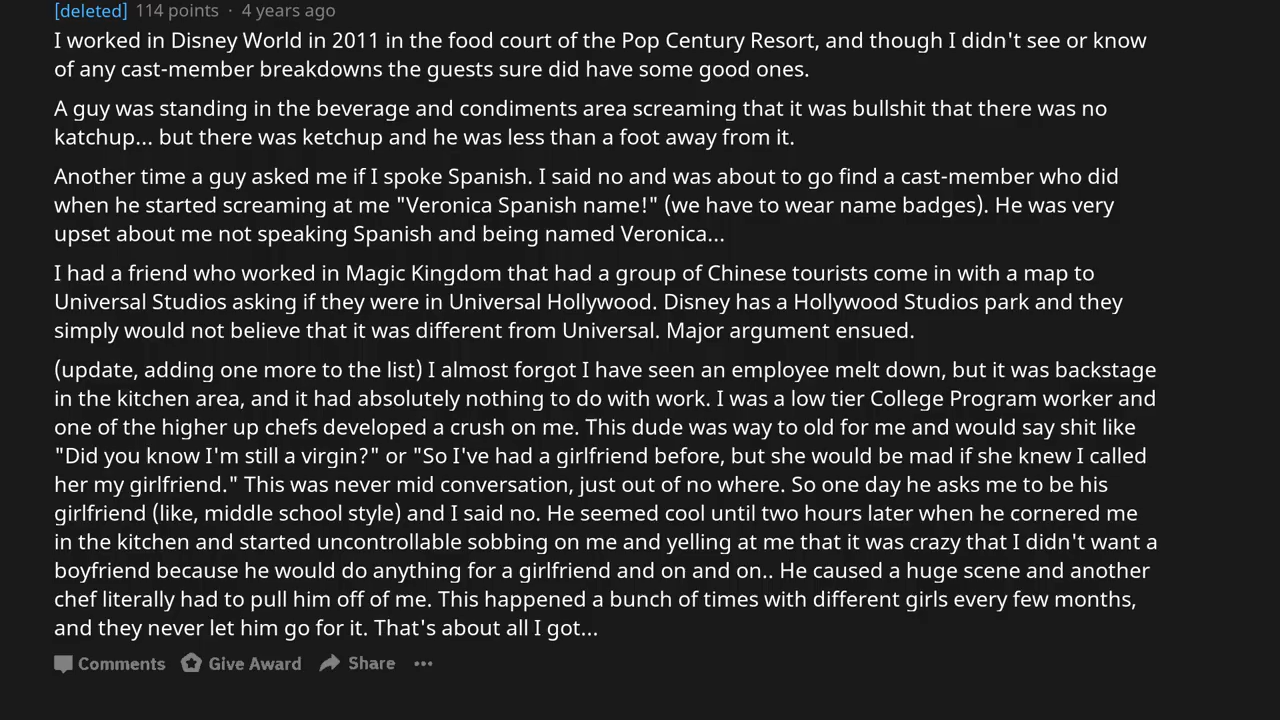 [deleted] 114 points · 4 years ago
I worked in Disney World in 2011 in the food court of the Pop Century Resort, and though I didn't see or know
of any cast-member breakdowns the guests sure did have some good ones.
A guy was standing in the beverage and condiments area screaming that it was bullshit that there was no
katchup... but there was ketchup and he was less than a foot away from it.
Another time a guy asked me if I spoke Spanish. I said no and was about to go find a cast-member who did
when he started screaming at me "Veronica Spanish name!" (we have to wear name badges). He was very
upset about me not speaking Spanish and being named Veronica...
I had a friend who worked in Magic Kingdom that had a group of Chinese tourists come in with a map to
Universal Studios asking if they were in Universal Hollywood. Disney has a Hollywood Studios park and they
simply would not believe that it was different from Universal. Major argument ensued.
(update, adding one more to the list) I almost forgot I have seen an employee melt down, but it was backstage
in the kitchen area, and it had absolutely nothing to do with work. I was a low tier College Program worker and
one of the higher up chefs developed a crush on me. This dude was way to old for me and would say shit like
"Did you know I'm still a virgin?" or "So I've had a girlfriend before, but she would be mad if she knew I called
her my girlfriend." This was never mid conversation, just out of no where. So one day he asks me to be his
girlfriend (like, middle school style) and I said no. He seemed cool until two hours later when he cornered me
in the kitchen and started uncontrollable sobbing on me and yelling at me that it was crazy that I didn't want a
boyfriend because he would do anything for a girlfriend and on and on.. He caused a huge scene and another
chef literally had to pull him off of me. This happened a bunch of times with different girls every few months,
and they never let him go for it. That's about all I got...
Comments Give Award Share •••